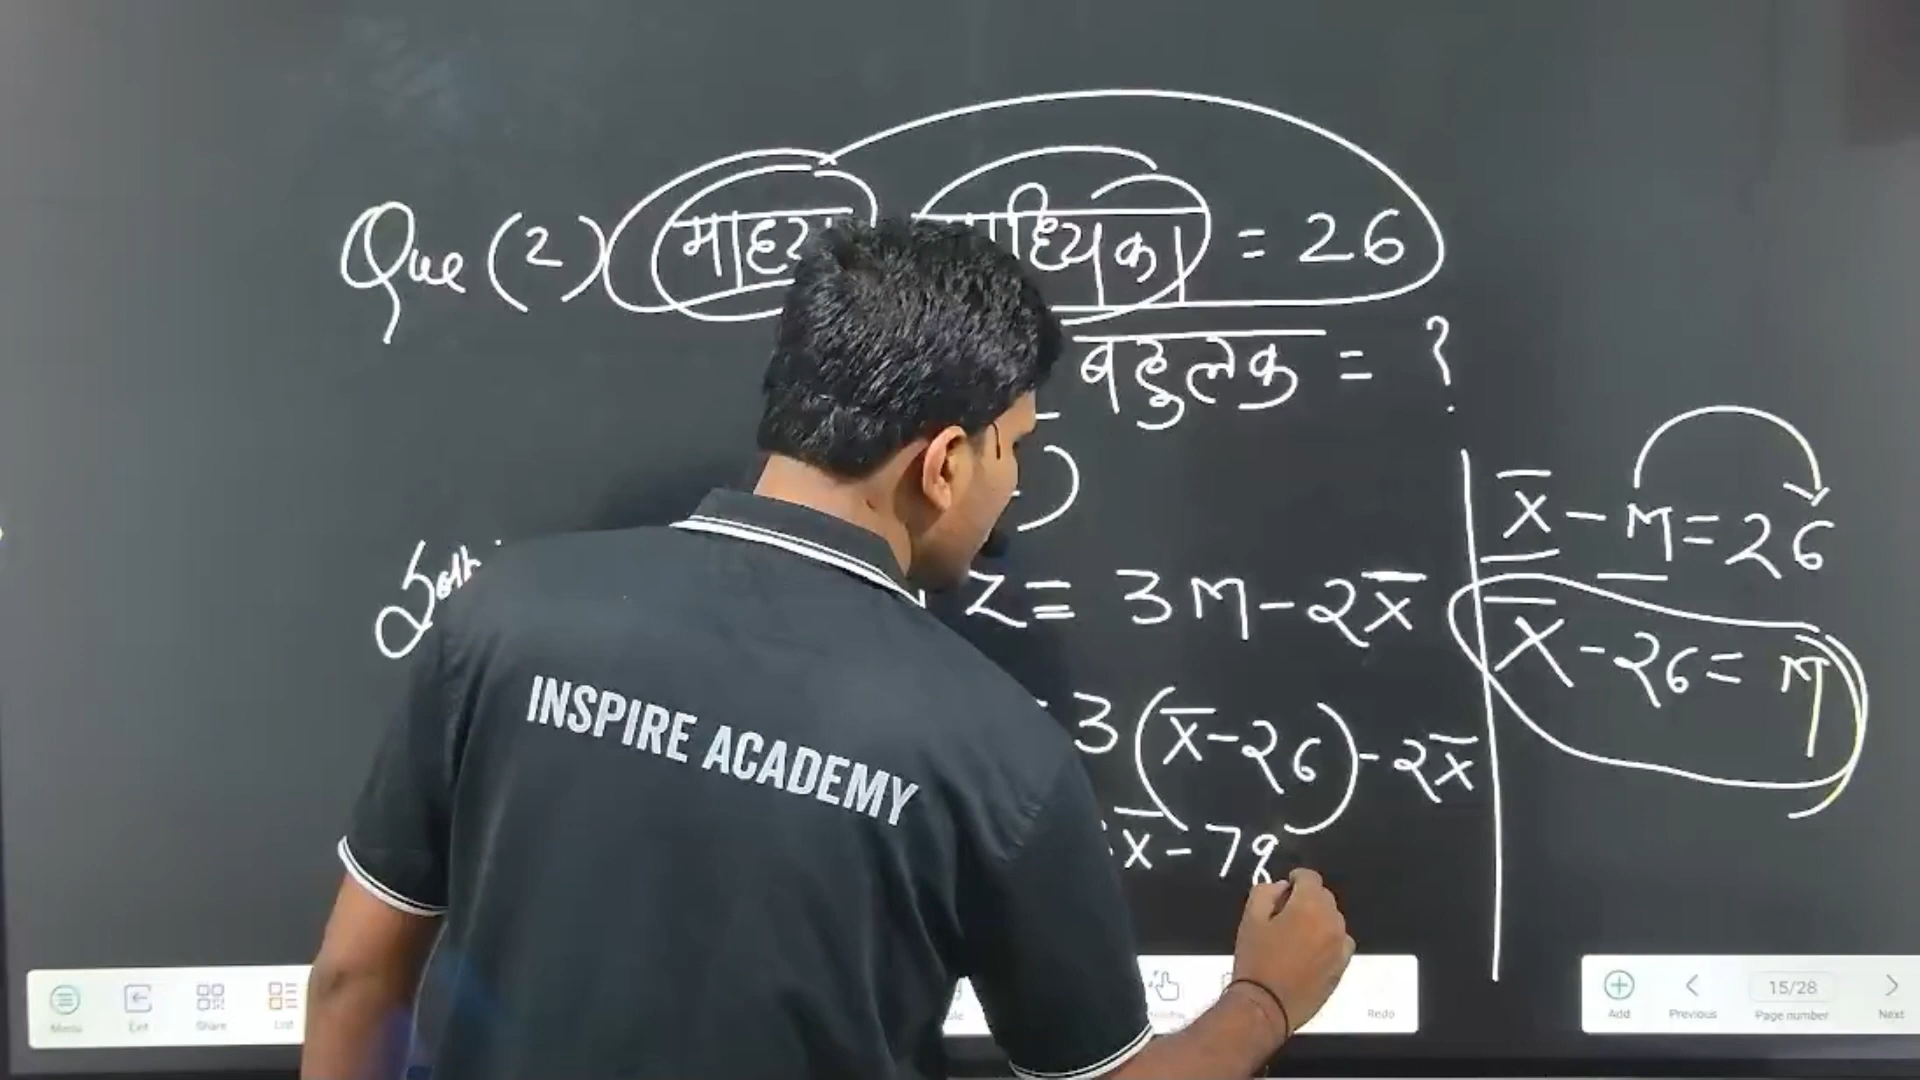 Que (2) माध्य माध्यिका = 26
बहुलक = ?
Soln
Z = 3M - 2x̄
3(x̄ - 26) - 2x̄
x̄ - 78
x̄ - M = 26
x̄ - 26 = M
INSPIRE ACADEMY
Menu Exit Share List Redo
Add Previous 15/28 Page number Next